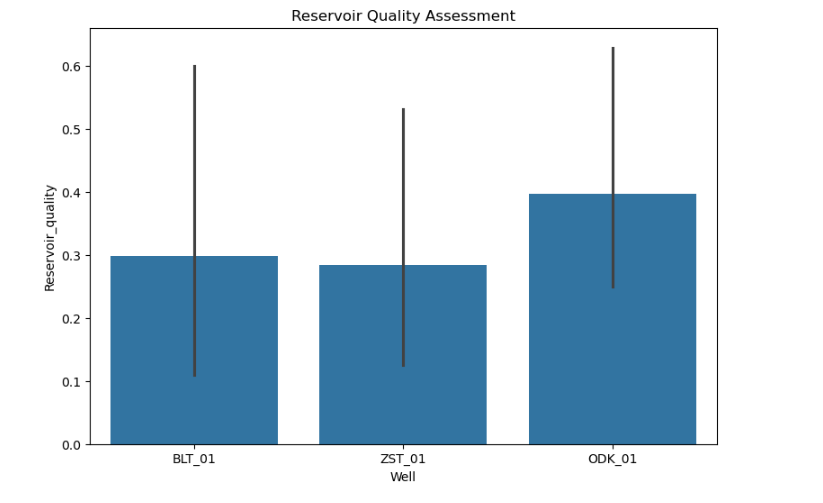 Reservoir Quality Assessment
Reservoir_quality
0.6
0.5
0.4
0.3
0.2
0.1
0.0
BLT_01 ZST_01 ODK_01
Well